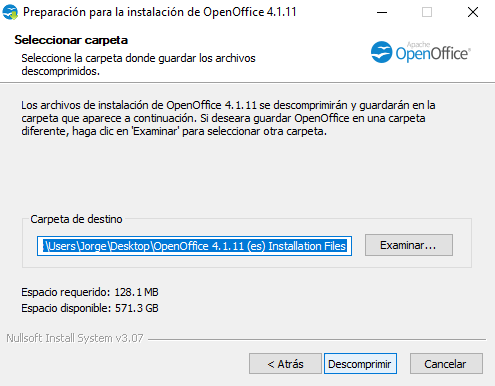 Preparación para la instalación de OpenOffice 4.1.11
Seleccionar carpeta
Seleccione la carpeta donde guardar los archivos
descomprimidos.
Apache
OpenOffice
Los archivos de instalación de OpenOffice 4.1.11 se descomprimirán y guardarán en la
carpeta que aparece a continuación. Si deseara guardar OpenOffice en una carpeta
diferente, haga clic en 'Examinar' para seleccionar otra carpeta.
Carpeta de destino
:\Users\Jorge\Desktop\OpenOffice 4.1.11 (es) Installation Files
Examinar...
Espacio requerido: 128.1 MB
Espacio disponible: 571.3 GB
Nullsoft Install System v3.07
< Atrás
Descomprimir
Cancelar